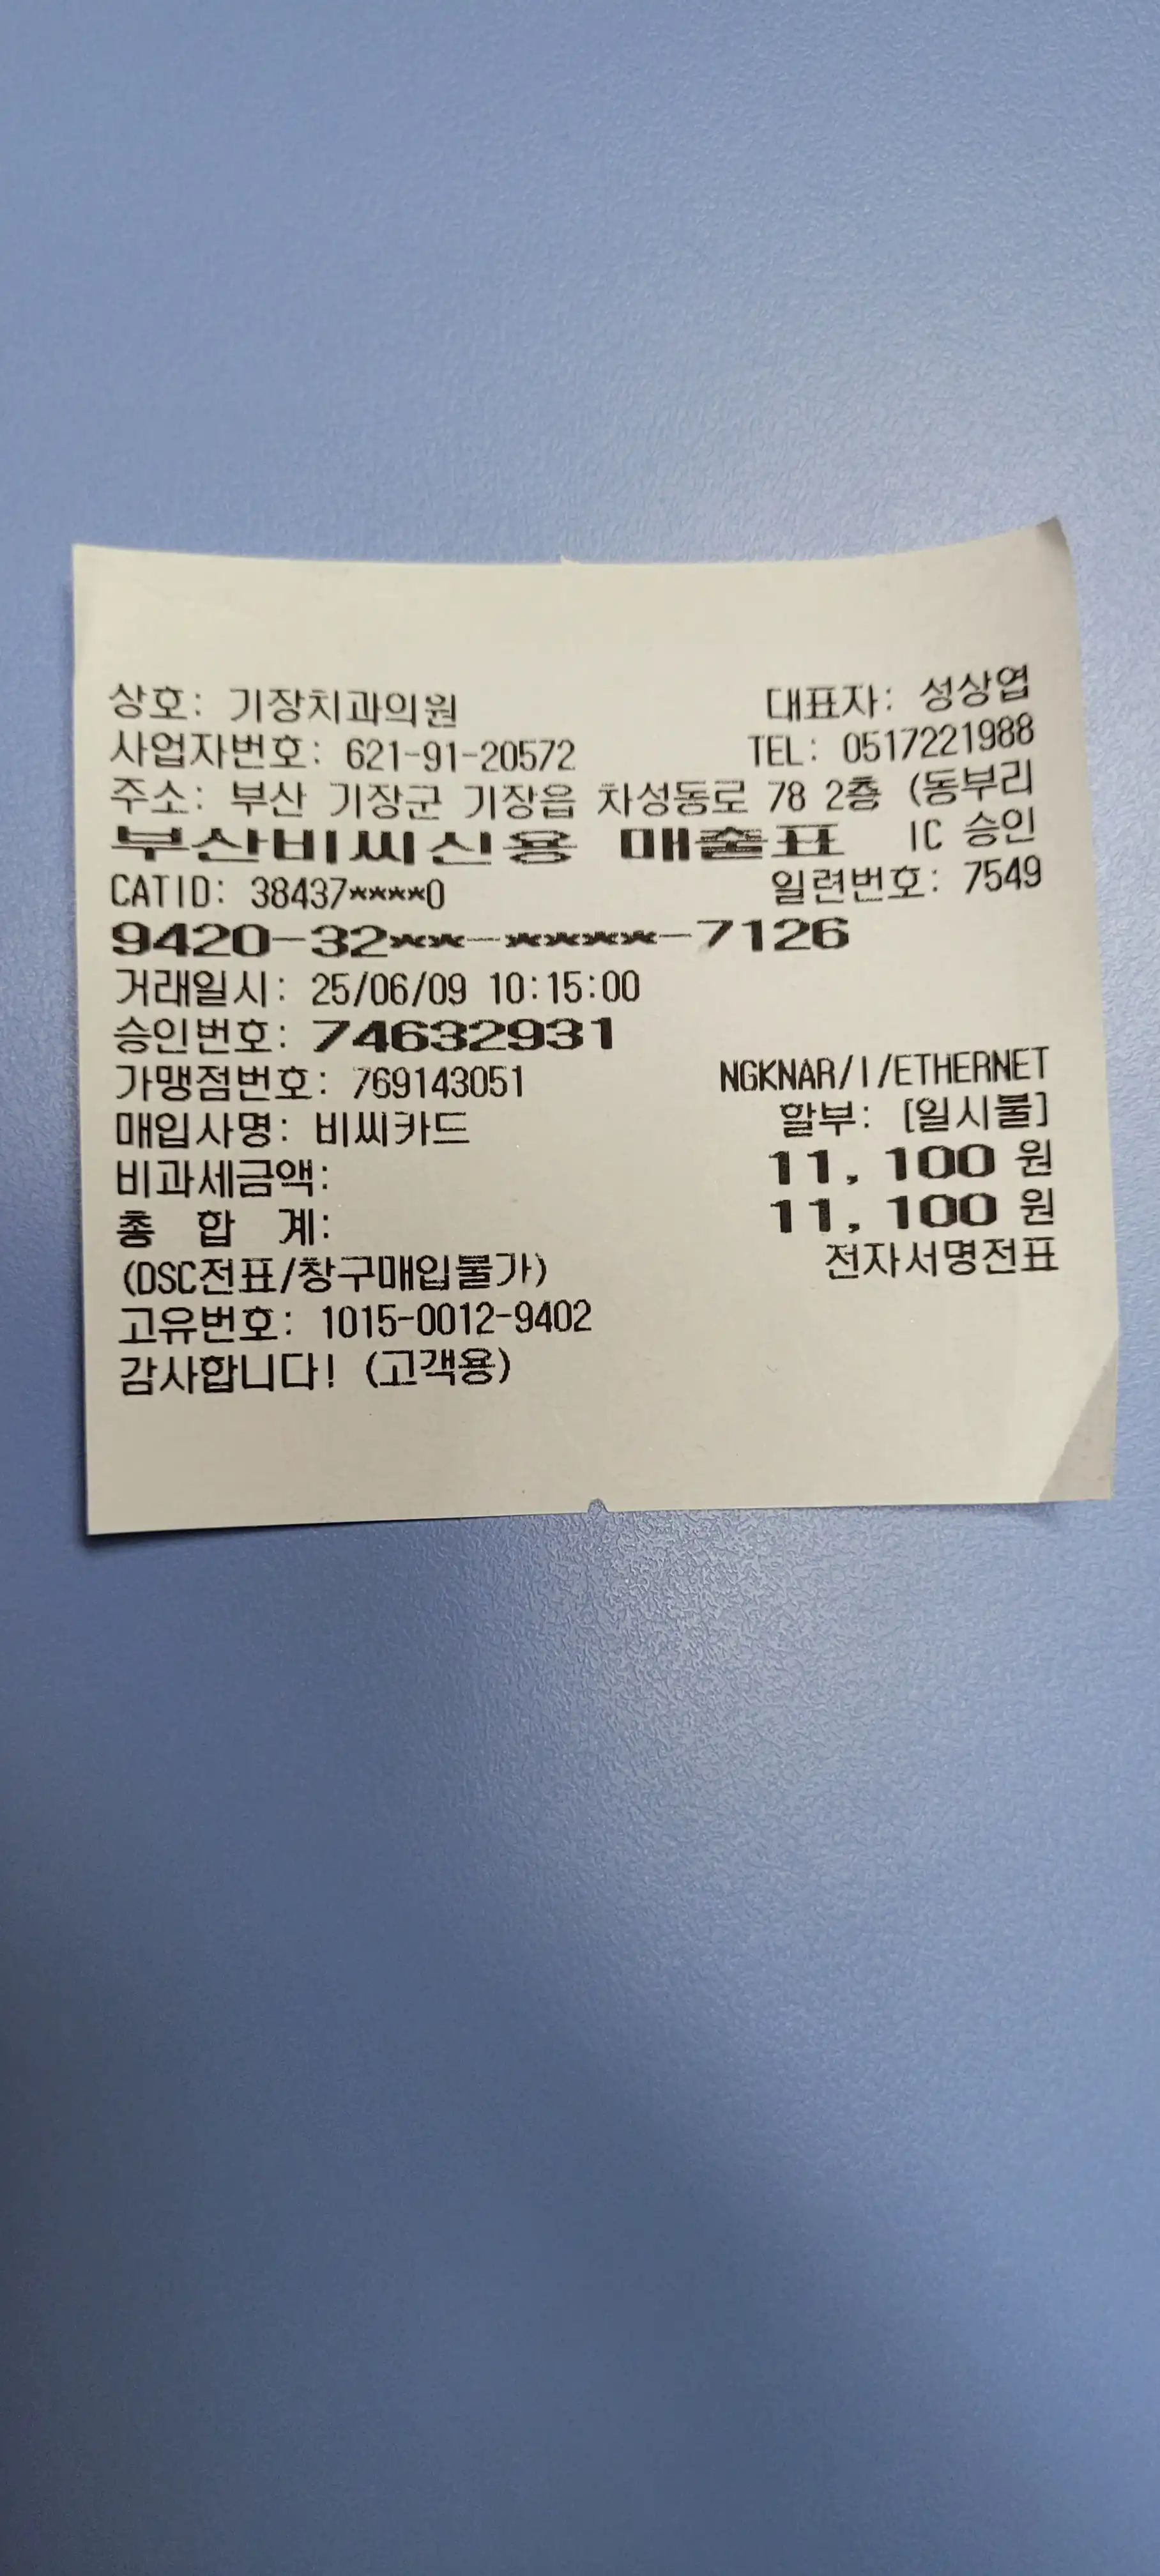 상호: 기장치과의원 대표자: 성상엽
사업자번호: 621-91-20572 TEL: 0517221988
주소: 부산 기장군 기장읍 차성동로 78 2층 (동부리
부산비씨신용 매출표 IC 승인
CATID: 38437****0 일련번호: 7549
9420-32**-****-7126
거래일시: 25/06/09 10:15:00
승인번호: 74632931
가맹점번호: 769143051 NGKNAR/I/ETHERNET
매입사명: 비씨카드 할부: [일시불]
비과세금액: 11,100 원
총 합 계: 11,100 원
(DSC전표/창구매입불가) 전자서명전표
고유번호: 1015-0012-9402
감사합니다! (고객용)